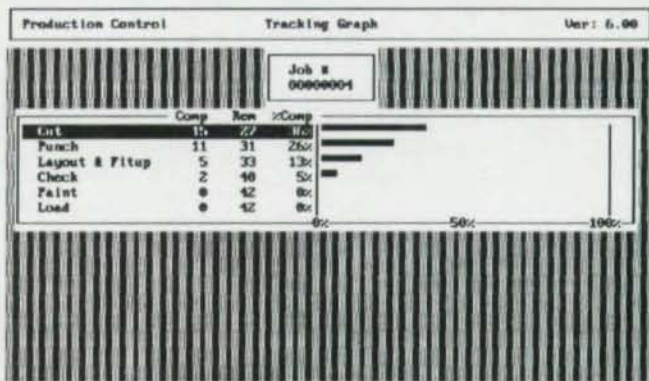 Production Control Tracking Graph Ver: 6.00
Job #
00000004
Comp Rem %Comp
Cut 15 27 36%
Punch 11 31 26%
Layout & Fitup 5 33 13%
Check 2 40 5%
Paint 0 42 0%
Load 0 42 0%
0% 50% 100%